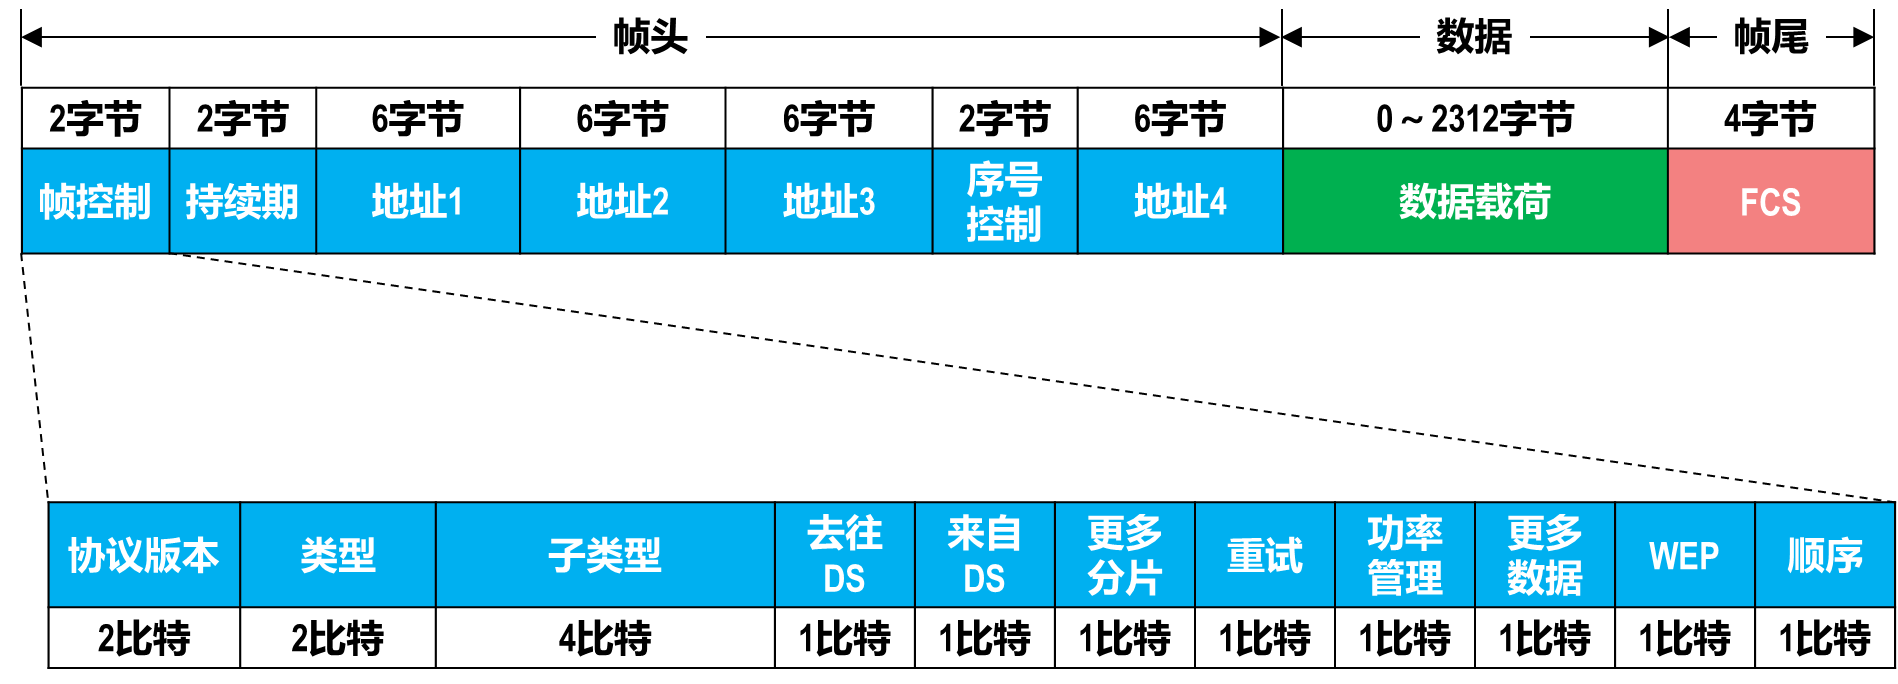 帧头 数据 帧尾
2字节 2字节 6字节 6字节 6字节 2字节 6字节 0～2312字节 4字节
帧控制 持续期 地址1 地址2 地址3 序号控制 地址4 数据载荷 FCS
协议版本 类型 子类型 去往DS 来自DS 更多分片 重试 功率管理 更多数据 WEP 顺序
2比特 2比特 4比特 1比特 1比特 1比特 1比特 1比特 1比特 1比特 1比特